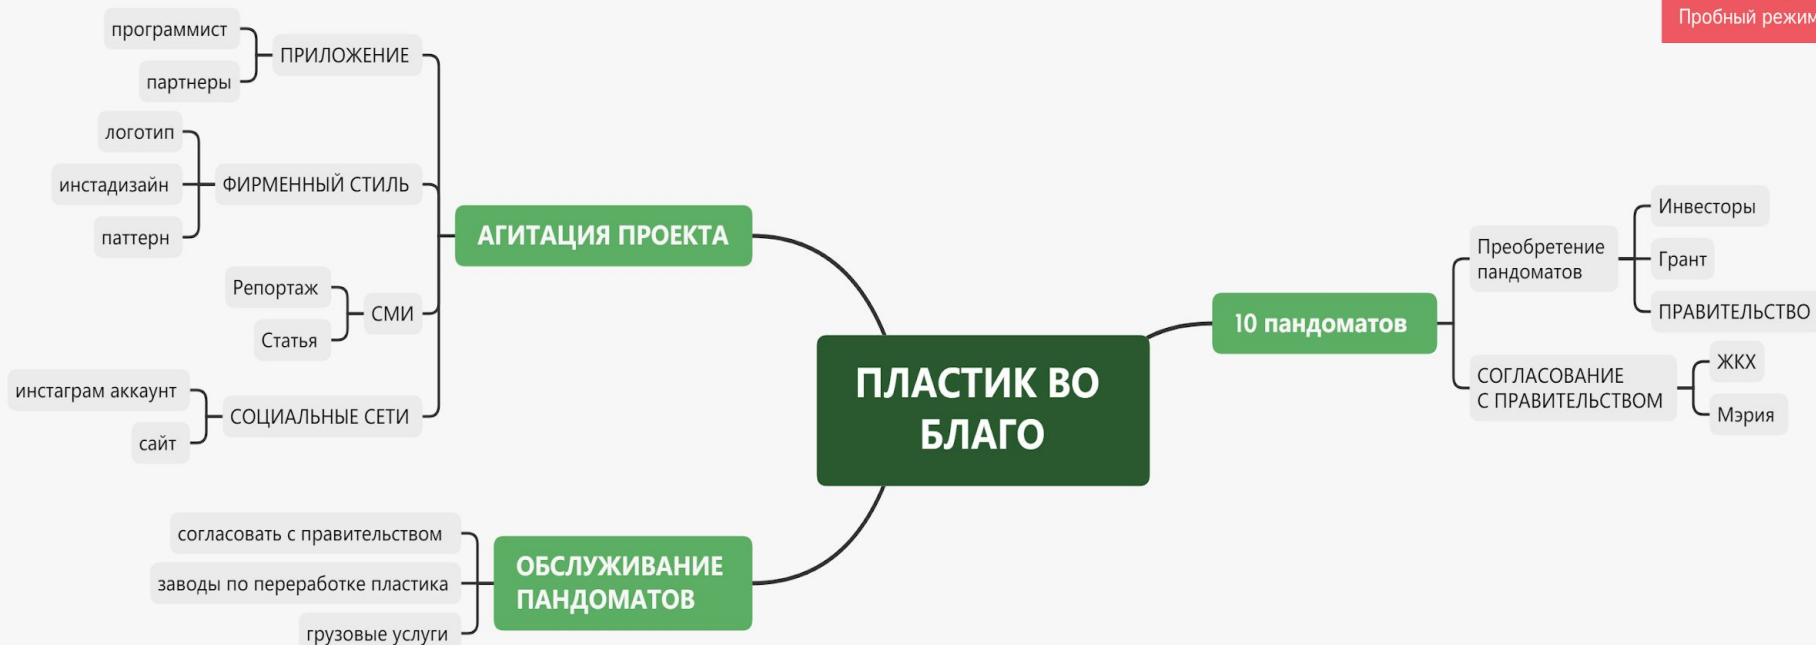 Пробный режим
программист
ПРИЛОЖЕНИЕ
партнеры
логотип
инстадизайн
ФИРМЕННЫЙ СТИЛЬ
паттерн
Репортаж
СМИ
Статья
инстаграм аккаунт
СОЦИАЛЬНЫЕ СЕТИ
сайт
АГИТАЦИЯ ПРОЕКТА
согласовать с правительством
заводы по переработке пластика
грузовые услуги
ОБСЛУЖИВАНИЕ
ПАНДОМАТОВ
ПЛАСТИК ВО
БЛАГО
10 пандоматов
Преобретение
пандоматов
Инвесторы
Грант
ПРАВИТЕЛЬСТВО
СОГЛАСОВАНИЕ
С ПРАВИТЕЛЬСТВОМ
ЖКХ
Мэрия